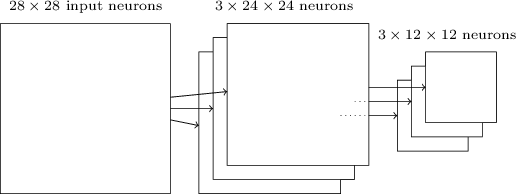 28 × 28 input neurons
3 × 24 × 24 neurons
3 × 12 × 12 neurons